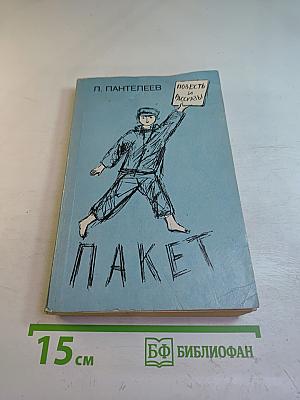 Л. ПАНТЕЛЕЕВ
ПОВЕСТЬ И
РАССКАЗЫ
ПАКЕТ
15 см
БФ БИБЛИОФАН